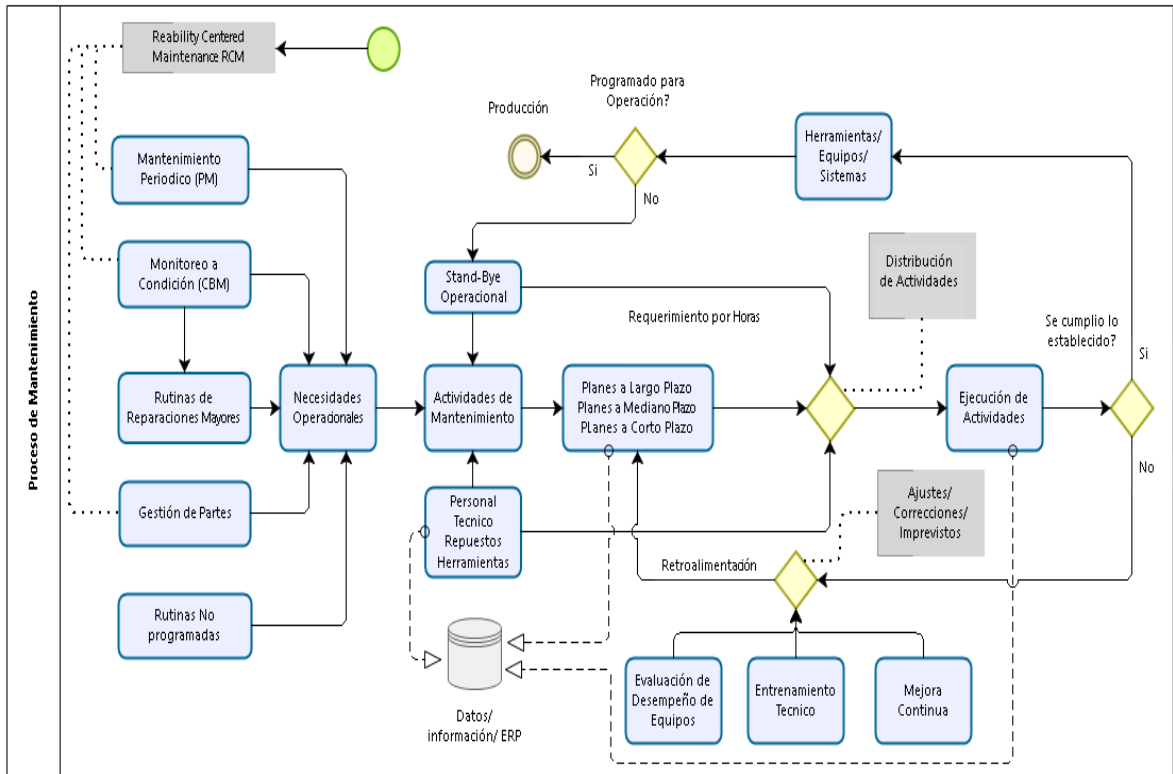 Proceso de Mantenimiento
Reability Centered
Maintenance RCM
Programado para
Operación?
Producción
Si
No
Herramientas/
Equipos/
Sistemas
Mantenimiento
Periodico (PM)
Monitoreo a
Condición (CBM)
Stand-Bye
Operacional
Distribución
de Actividades
Requerimiento por Horas
Se cumplio lo
establecido?
Si
No
Rutinas de
Reparaciones Mayores
Necesidades
Operacionales
Actividades de
Mantenimiento
Planes a Largo Plazo
Planes a Mediano Plazo
PLanes a Corto Plazo
Ejecución de
Actividades
Gestión de Partes
Personal
Tecnico
Repuestos
Herramientas
Ajustes/
Correcciones/
Imprevistos
Retroalimentación
Rutinas No
programadas
Datos/
información/ ERP
Evaluación de
Desempeño de
Equipos
Entrenamiento
Tecnico
Mejora
Continua